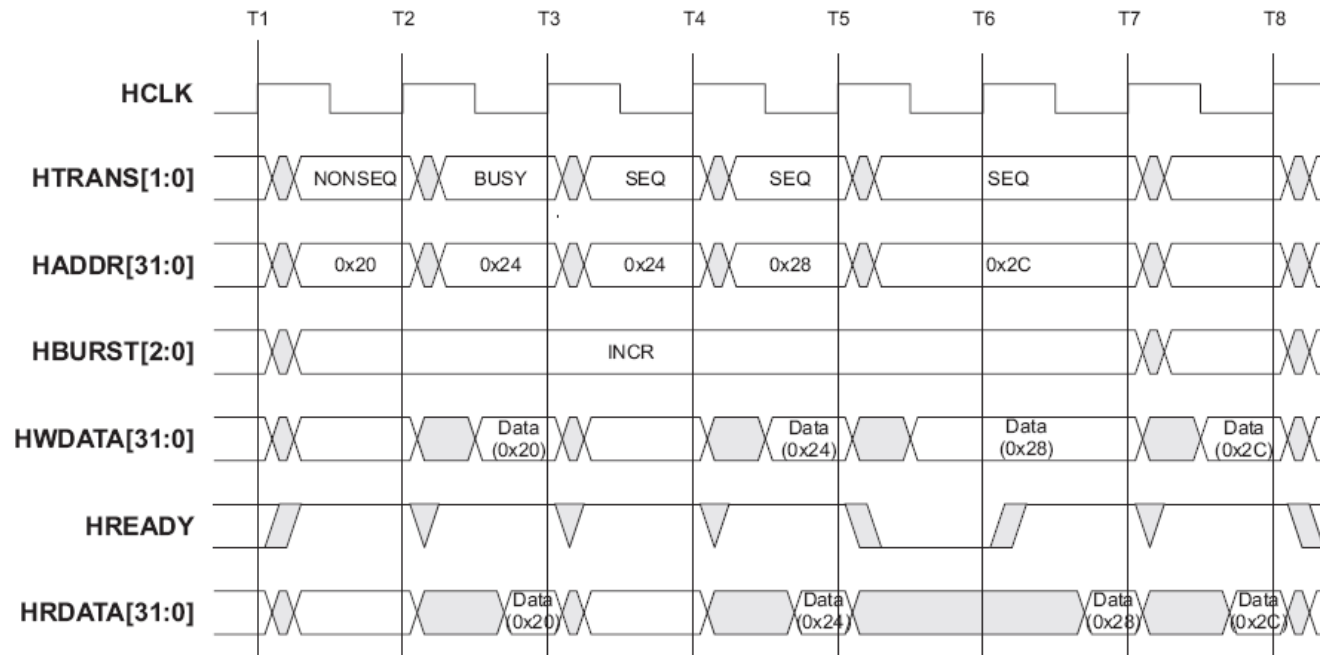 T1 T2 T3 T4 T5 T6 T7 T8
HCLK
HTRANS[1:0] NONSEQ BUSY SEQ SEQ SEQ
HADDR[31:0] 0x20 0x24 0x24 0x28 0x2C
HBURST[2:0] INCR
HWDATA[31:0] Data (0x20) Data (0x24) Data (0x28) Data (0x2C)
HREADY
HRDATA[31:0] Data (0x20) Data (0x24) Data (0x28) Data (0x2C)